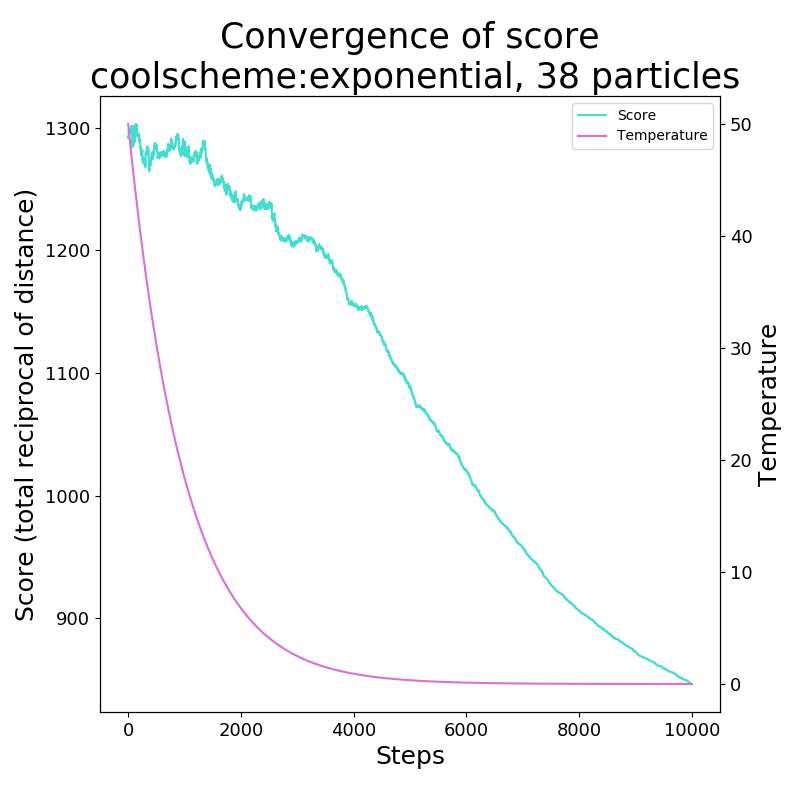 Convergence of score
coolscheme:exponential, 38 particles
Score
Temperature
1300
1200
1100
1000
900
Score (total reciprocal of distance)
50
40
30
20
10
0
Temperature
0
2000
4000
6000
8000
10000
Steps